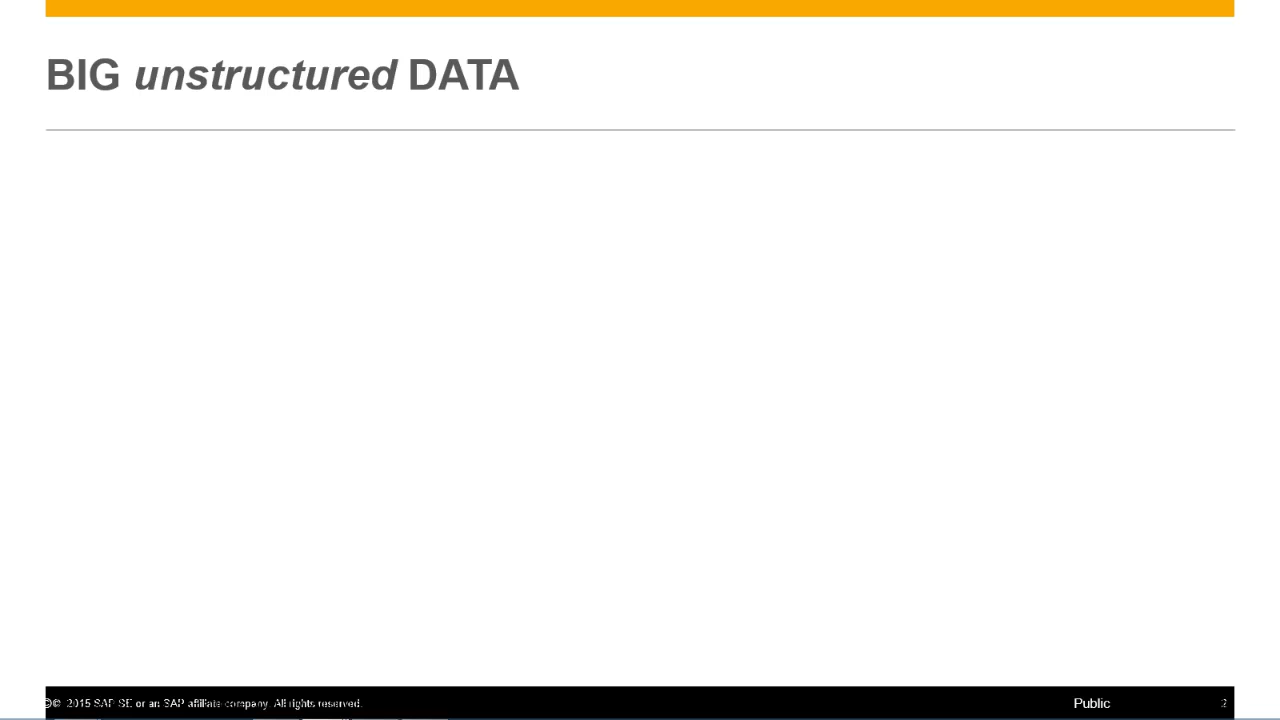 BIG unstructured DATA
© 2015 SAP SE or an SAP affiliate company. All rights reserved.
Public
2